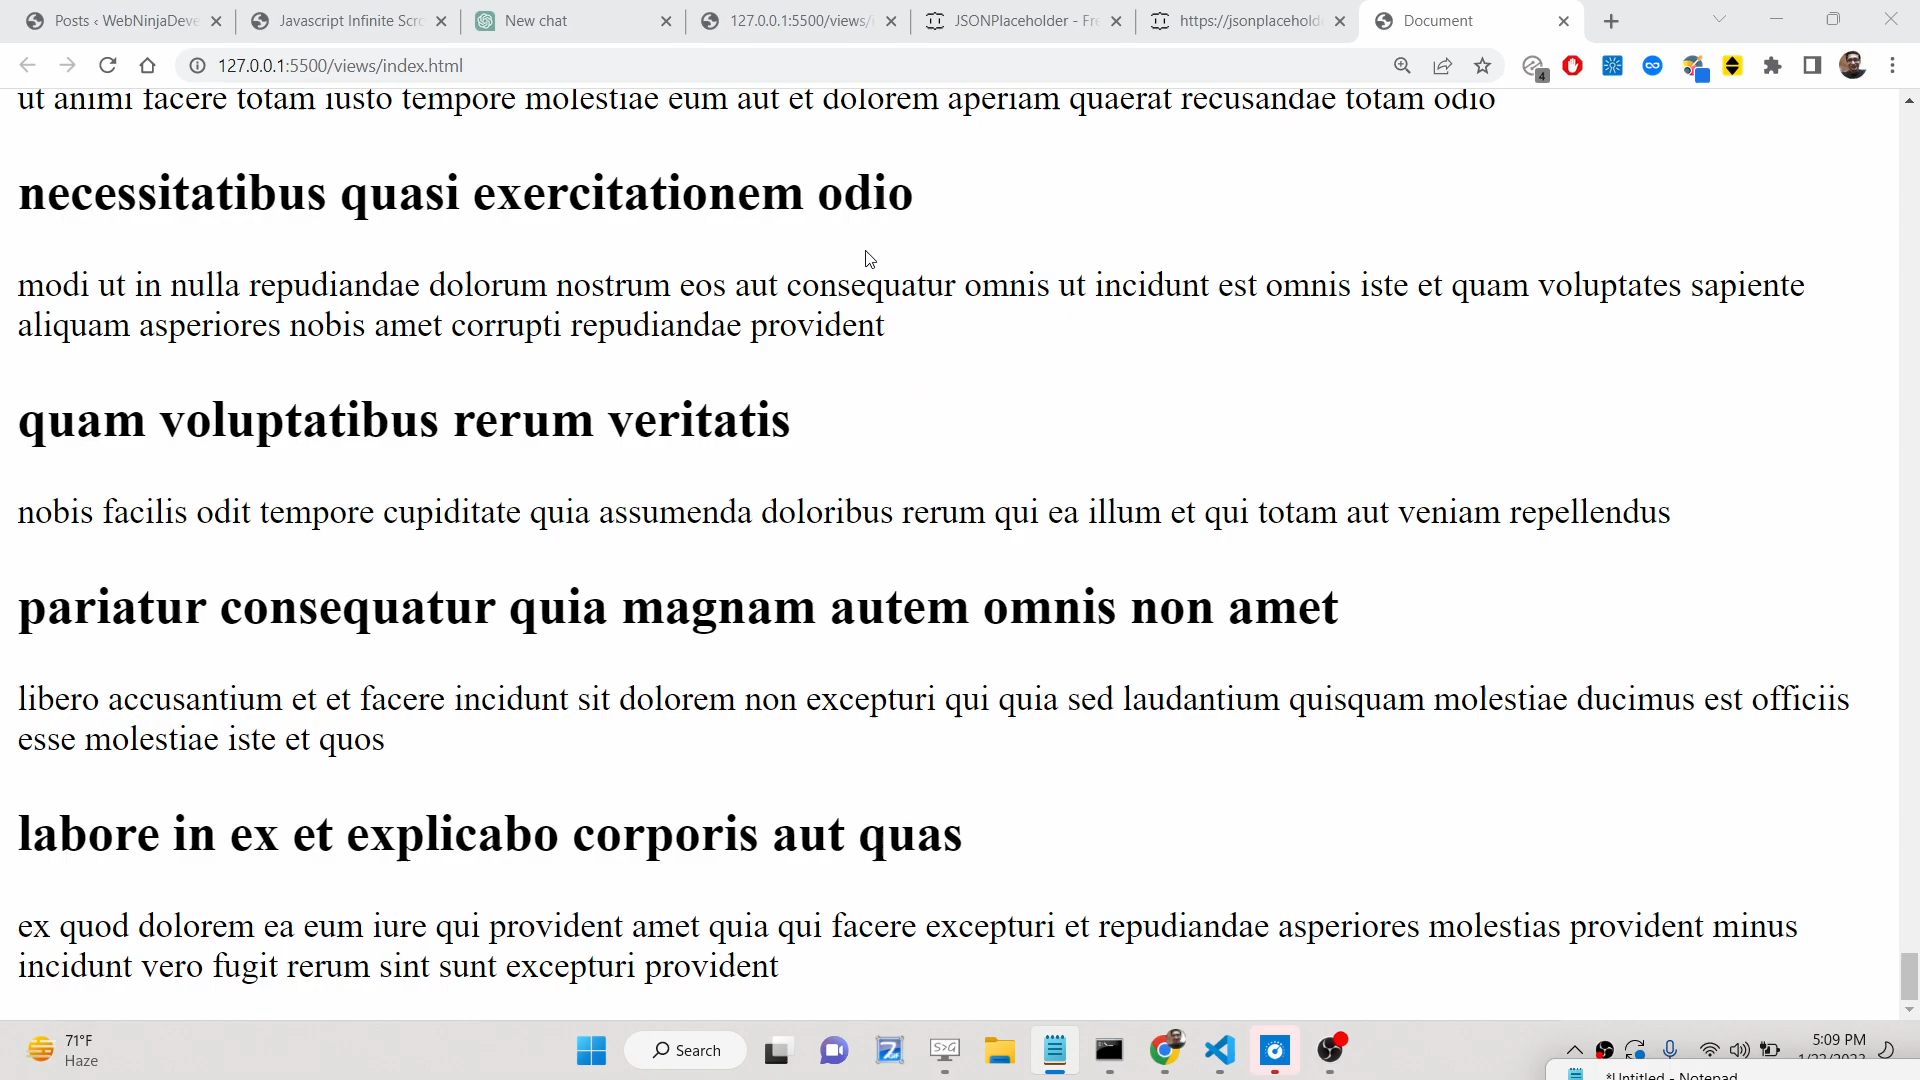 Posts ‹ WebNinjaDeve
Javascript Infinite Scro
New chat
127.0.0.1:5500/views/i
JSONPlaceholder - Fre
https://jsonplacehold
Document
127.0.0.1:5500/views/index.html
4
ut animi facere totam iusto tempore molestiae eum aut et dolorem aperiam quaerat recusandae totam odio
necessitatibus quasi exercitationem odio
modi ut in nulla repudiandae dolorum nostrum eos aut consequatur omnis ut incidunt est omnis iste et quam voluptates sapiente
aliquam asperiores nobis amet corrupti repudiandae provident
quam voluptatibus rerum veritatis
nobis facilis odit tempore cupiditate quia assumenda doloribus rerum qui ea illum et qui totam aut veniam repellendus
pariatur consequatur quia magnam autem omnis non amet
libero accusantium et et facere incidunt sit dolorem non excepturi qui quia sed laudantium quisquam molestiae ducimus est officiis
esse molestiae iste et quos
labore in ex et explicabo corporis aut quas
ex quod dolorem ea eum iure qui provident amet quia qui facere excepturi et repudiandae asperiores molestias provident minus
incidunt vero fugit rerum sint sunt excepturi provident
71°F
Haze
Search
S>G
5:09 PM
*Untitled - Notepad